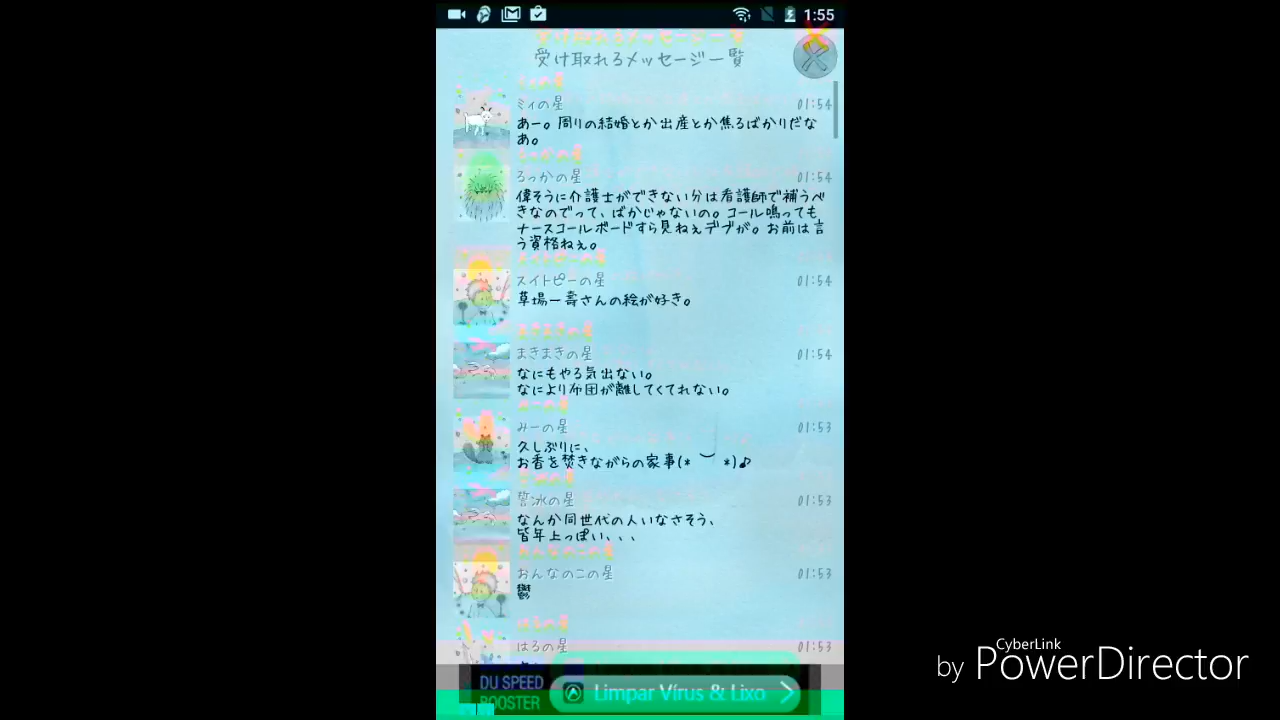 1:55
受け取れるメッセージ一覧
ミィの星 01:54
あー。周りの結婚とか出産とか焦るばかりだな
あ。
ろっかの星 01:54
偉そうに介護士ができない分は看護師で補うべ
きなのでって、ばかじゃないの。コール鳴っても
ナースコールボードすら見ねぇデブが。お前は言
う資格ねぇ。
スイトピーの星 01:54
草場一壽さんの絵が好き。
まきまきの星 01:54
なにもやる気出ない。
なにより布団が離してくてれない。
みーの星 01:53
久しぶりに、
お香を焚きながらの家事(* ︶ *)♪
の星 01:53
なんか同世代の人いなさそう、
皆年上っぽい、、、
おんなのこの星 01:53
鬱
はるの星 01:53
DU SPEED
BOOSTER
Limpar Vírus & Lixo
by CyberLink
PowerDirector